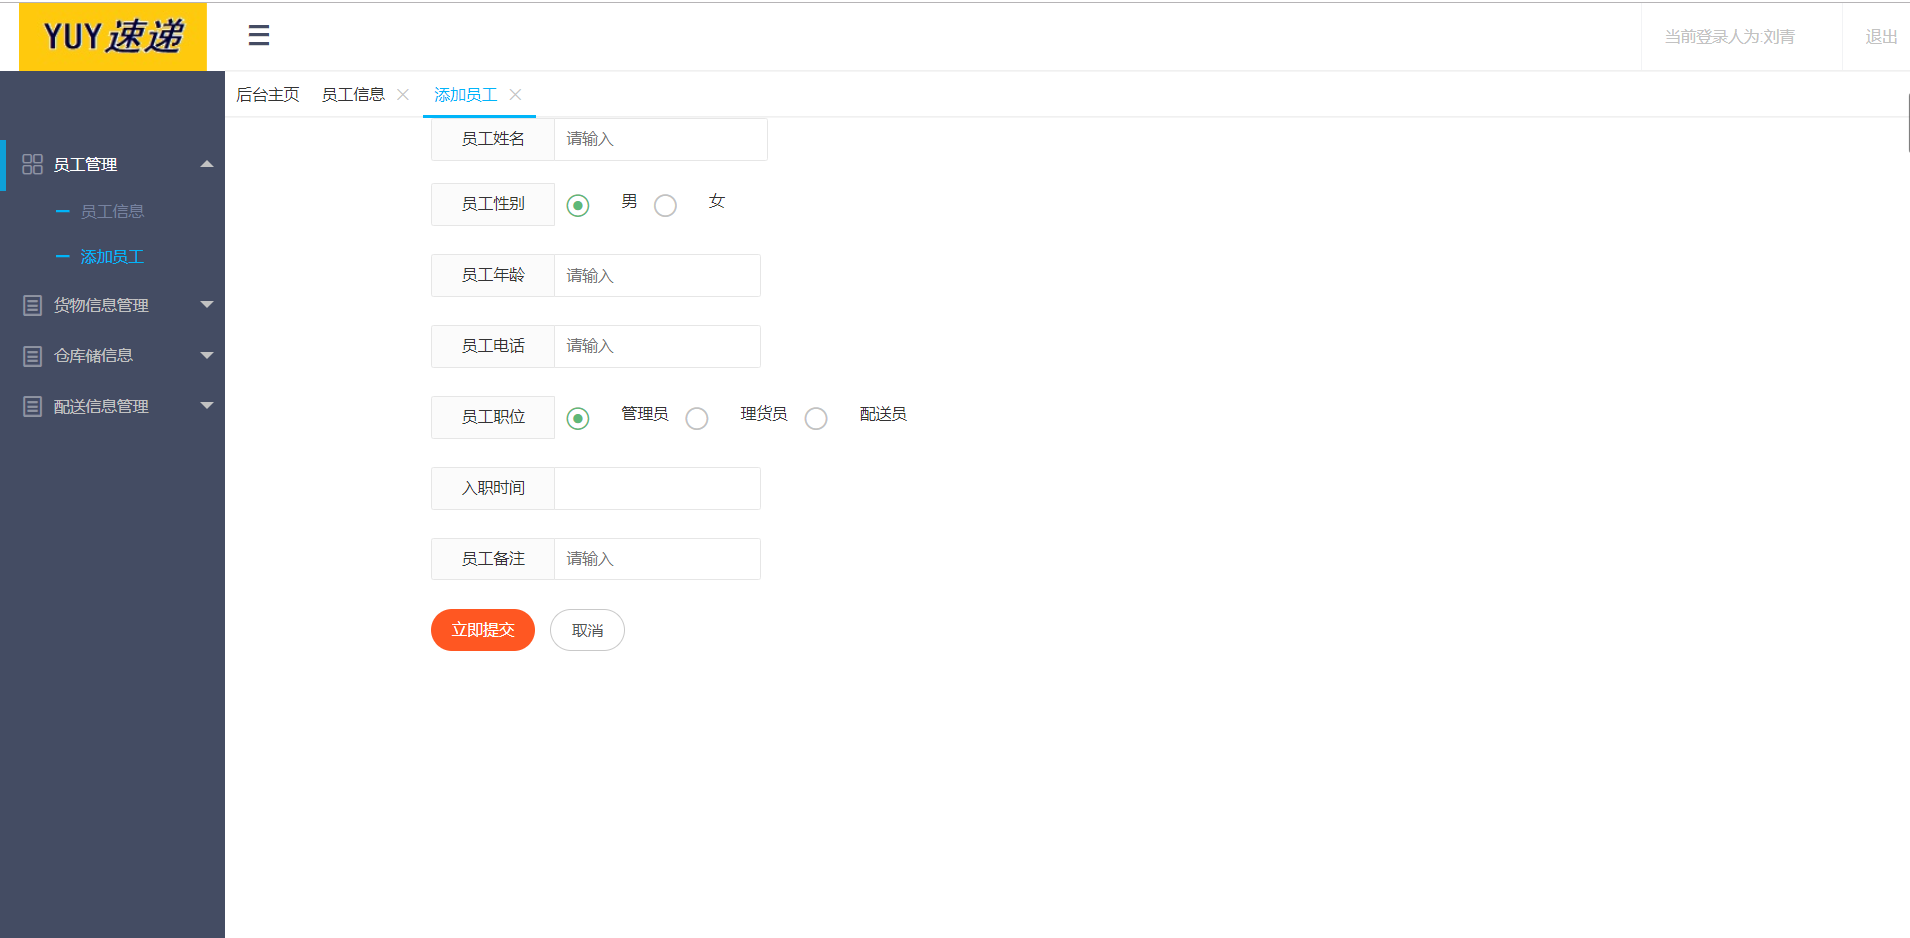 YUY速递
当前登录人为:刘青 退出
后台主页 员工信息 添加员工
员工管理
员工信息
添加员工
货物信息管理
仓库储信息
配送信息管理
员工姓名 请输入
员工性别 男 女
员工年龄 请输入
员工电话 请输入
员工职位 管理员 理货员 配送员
入职时间
员工备注 请输入
立即提交 取消